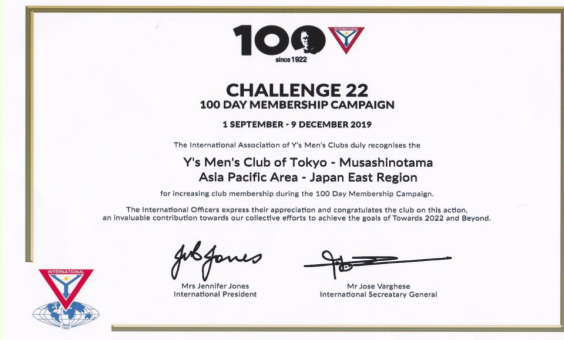 100
since 1922
CHALLENGE 22
100 DAY MEMBERSHIP CAMPAIGN
1 SEPTEMBER - 9 DECEMBER 2019
The International Association of Y's Men's Clubs duly recognises the
Y's Men's Club of Tokyo - Musashinotama
Asia Pacific Area - Japan East Region
for increasing club membership during the 100 Day Membership Campaign.
The International Officers express their appreciation and congratulates the club on this action,
an invaluable contribution towards our collective efforts to achieve the goals of Towards 2022 and Beyond.
Mrs Jennifer Jones
International President
Mr Jose Varghese
International Secreatary General
INTERNATIONAL